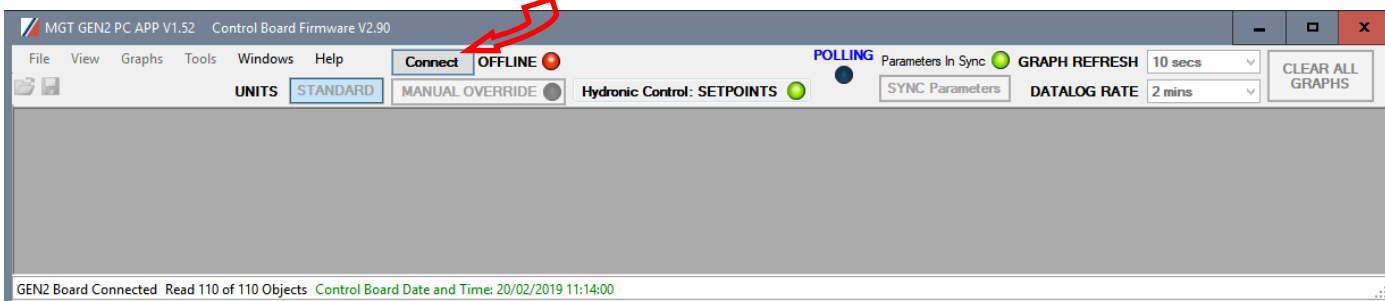 MGT GEN2 PC APP V1.52 Control Board Firmware V2.90
File View Graphs Tools Windows Help Connect OFFLINE POLLING Parameters In Sync GRAPH REFRESH 10 secs CLEAR ALL
UNITS STANDARD MANUAL OVERRIDE Hydronic Control: SETPOINTS SYNC Parameters DATALOG RATE 2 mins GRAPHS
GEN2 Board Connected Read 110 of 110 Objects Control Board Date and Time: 20/02/2019 11:14:00